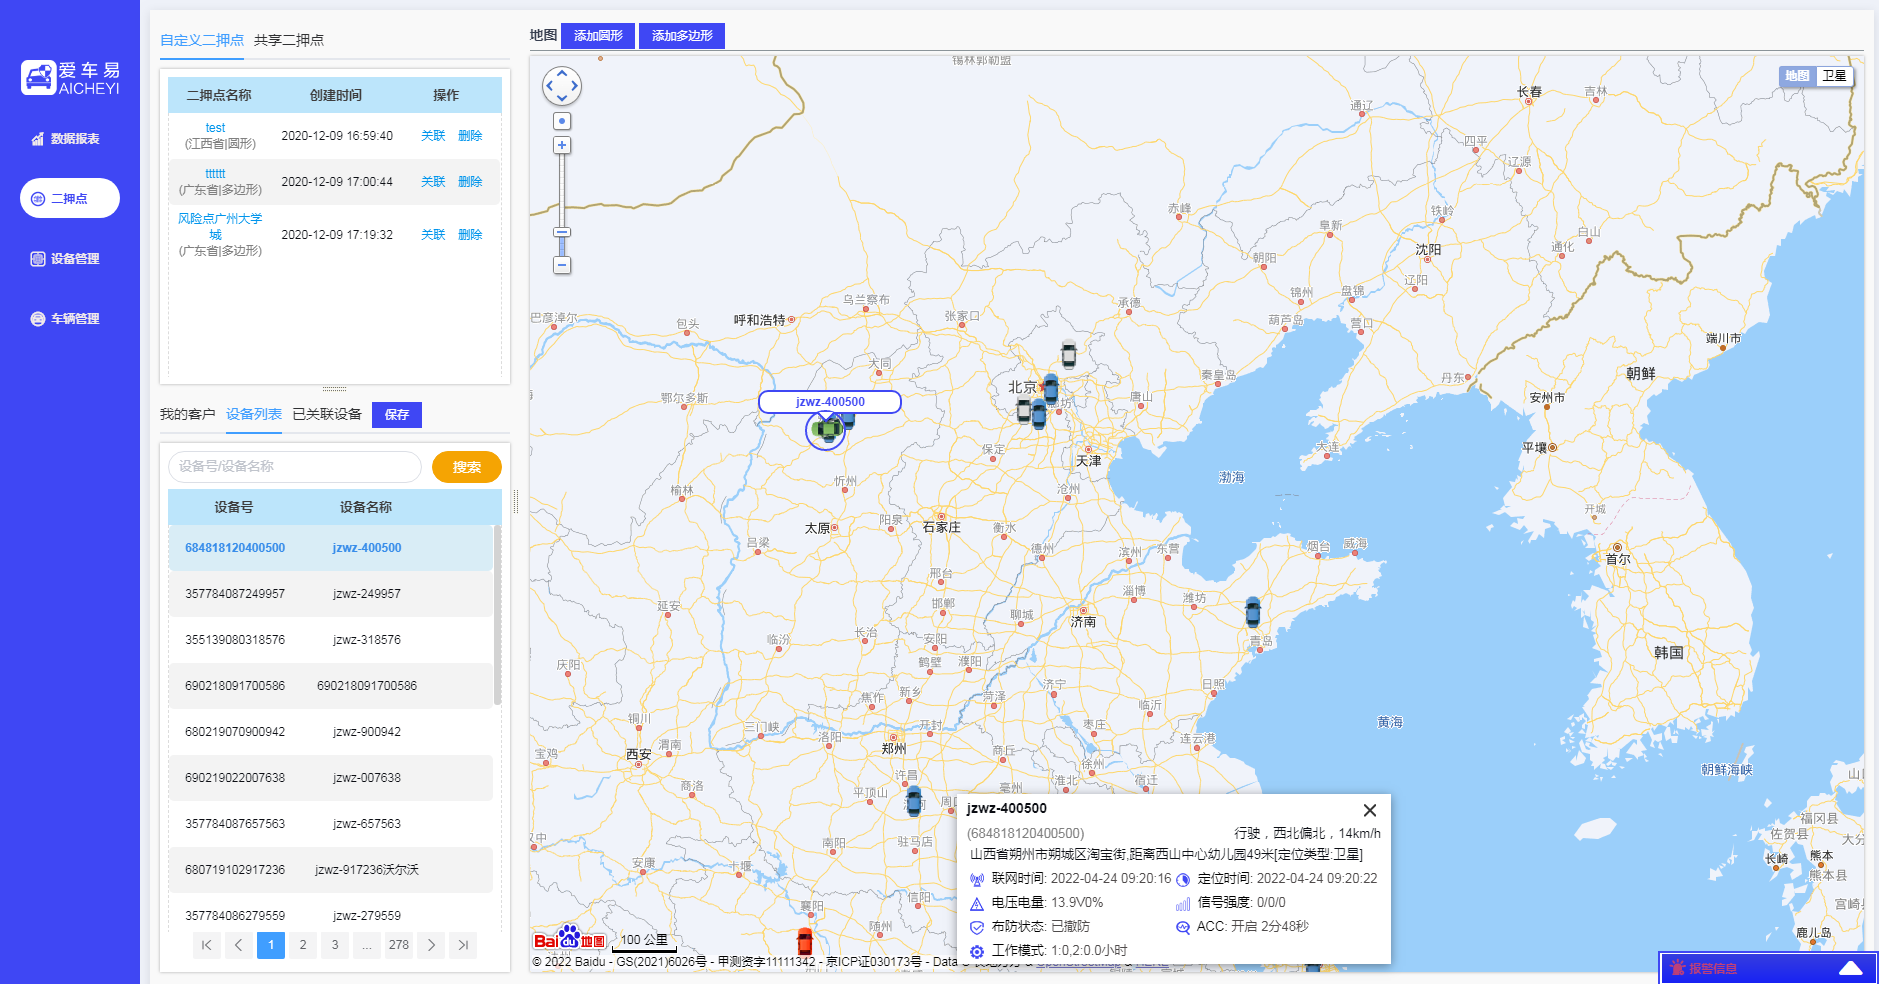 爱车易
AICHEYI
数据报表
二押点
设备管理
车辆管理
自定义二押点 共享二押点
二押点名称 创建时间 操作
test
(江西省|圆形)
2020-12-09 16:59:40 关联 删除
tttttt
(广东省|多边形)
2020-12-09 17:00:44 关联 删除
风险点广州大学
城
(广东省|多边形)
2020-12-09 17:19:32 关联 删除
我的客户 设备列表 已关联设备 保存
设备号/设备名称 搜索
设备号 设备名称
684818120400500 jzwz-400500
357784087249957 jzwz-249957
355139080318576 jzwz-318576
690218091700586 690218091700586
680219070900942 jzwz-900942
690219022007638 jzwz-007638
357784087657563 jzwz-657563
680719102917236 jzwz-917236沃尔沃
357784086279559 jzwz-279559
1 2 3 ... 278
地图 添加圆形 添加多边形
地图 卫星
锡林郭勒盟
长春
吉林
通辽
四平
辽源
赤峰
铁岭
阜新
白山
通化
沈阳
朝阳
辽阳
锦州
盘锦
乌兰察布
承德
巴彦淖尔
包头
呼和浩特
张家口
葫芦岛
营口
端川市
大同
北京
秦皇岛
丹东
朝鲜
鄂尔多斯
唐山
安州市
jzwz-400500
廊坊
保定
天津
大连
平壤
渤海
忻州
榆林
沧州
开城
太原
阳泉
石家庄
衡水
吕梁
德州
滨州
东营
烟台
威海
首尔
邢台
淄博
潍坊
延安
邯郸
聊城
济南
临汾
长治
安阳
青岛
韩国
庆阳
鹤壁
濮阳
焦作
新乡
菏泽
济宁
日照
铜川
三门峡
洛阳
开封
枣庄
临沂
黄海
宝鸡
西安
渭南
郑州
商丘
连云港
徐州
朝鲜海峡
山口
商洛
许昌
平顶山
亳州
淮北
宿迁
汉中
南阳
驻马店
福冈县
佐贺县
大分
安康
十堰
长崎
熊本
熊本县
襄阳
信阳
随州
宫崎县
鹿儿岛
jzwz-400500
(684818120400500) 行驶，西北偏北，14km/h
山西省朔州市朔城区淘宝街,距离西山中心幼儿园49米[定位类型:卫星]
联网时间: 2022-04-24 09:20:16 定位时间: 2022-04-24 09:20:22
电压电量: 13.9V0% 信号强度: 0/0/0
布防状态: 已撤防 ACC: 开启 2分48秒
工作模式: 1:0,2:0.0小时
Baidu地图
100 公里
© 2022 Baidu - GS(2021)6026号 - 甲测资字11111342 - 京ICP证030173号 - Data
报警信息